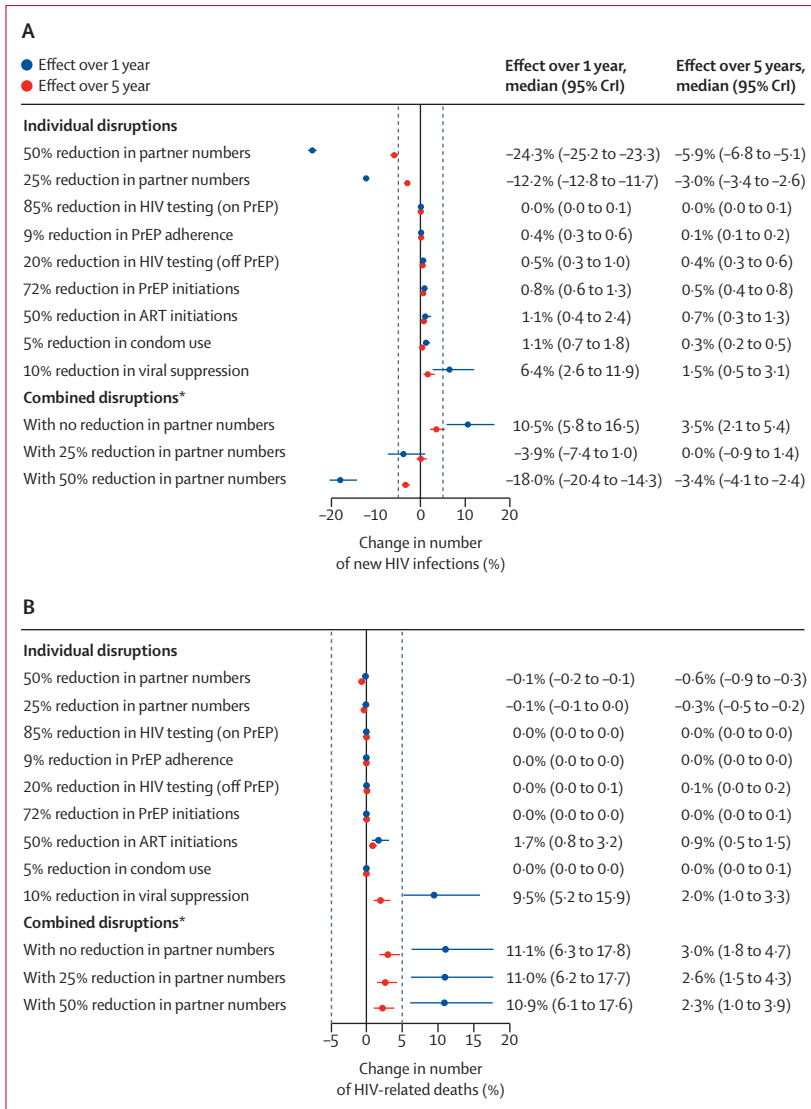 A
Effect over 1 year
Effect over 5 year
Effect over 1 year, median (95% CrI)
Effect over 5 years, median (95% CrI)
Individual disruptions
50% reduction in partner numbers –24·3% (–25·2 to –23·3) –5·9% (–6·8 to –5·1)
25% reduction in partner numbers –12·2% (–12·8 to –11·7) –3·0% (–3·4 to –2·6)
85% reduction in HIV testing (on PrEP) 0·0% (0·0 to 0·1) 0·0% (0·0 to 0·1)
9% reduction in PrEP adherence 0·4% (0·3 to 0·6) 0·1% (0·1 to 0·2)
20% reduction in HIV testing (off PrEP) 0·5% (0·3 to 1·0) 0·4% (0·3 to 0·6)
72% reduction in PrEP initiations 0·8% (0·6 to 1·3) 0·5% (0·4 to 0·8)
50% reduction in ART initiations 1·1% (0·4 to 2·4) 0·7% (0·3 to 1·3)
5% reduction in condom use 1·1% (0·7 to 1·8) 0·3% (0·2 to 0·5)
10% reduction in viral suppression 6·4% (2·6 to 11·9) 1·5% (0·5 to 3·1)
Combined disruptions*
With no reduction in partner numbers 10·5% (5·8 to 16·5) 3·5% (2·1 to 5·4)
With 25% reduction in partner numbers –3·9% (–7·4 to 1·0) 0·0% (–0·9 to 1·4)
With 50% reduction in partner numbers –18·0% (–20·4 to –14·3) –3·4% (–4·1 to –2·4)
–20 –10 0 10 20
Change in number
of new HIV infections (%)
B
Individual disruptions
50% reduction in partner numbers –0·1% (–0·2 to –0·1) –0·6% (–0·9 to –0·3)
25% reduction in partner numbers –0·1% (–0·1 to 0·0) –0·3% (–0·5 to –0·2)
85% reduction in HIV testing (on PrEP) 0·0% (0·0 to 0·0) 0·0% (0·0 to 0·0)
9% reduction in PrEP adherence 0·0% (0·0 to 0·0) 0·0% (0·0 to 0·0)
20% reduction in HIV testing (off PrEP) 0·0% (0·0 to 0·1) 0·1% (0·0 to 0·2)
72% reduction in PrEP initiations 0·0% (0·0 to 0·0) 0·0% (0·0 to 0·1)
50% reduction in ART initiations 1·7% (0·8 to 3·2) 0·9% (0·5 to 1·5)
5% reduction in condom use 0·0% (0·0 to 0·0) 0·0% (0·0 to 0·1)
10% reduction in viral suppression 9·5% (5·2 to 15·9) 2·0% (1·0 to 3·3)
Combined disruptions*
With no reduction in partner numbers 11·1% (6·3 to 17·8) 3·0% (1·8 to 4·7)
With 25% reduction in partner numbers 11·0% (6·2 to 17·7) 2·6% (1·5 to 4·3)
With 50% reduction in partner numbers 10·9% (6·1 to 17·6) 2·3% (1·0 to 3·9)
–5 0 5 10 15 20
Change in number
of HIV-related deaths (%)